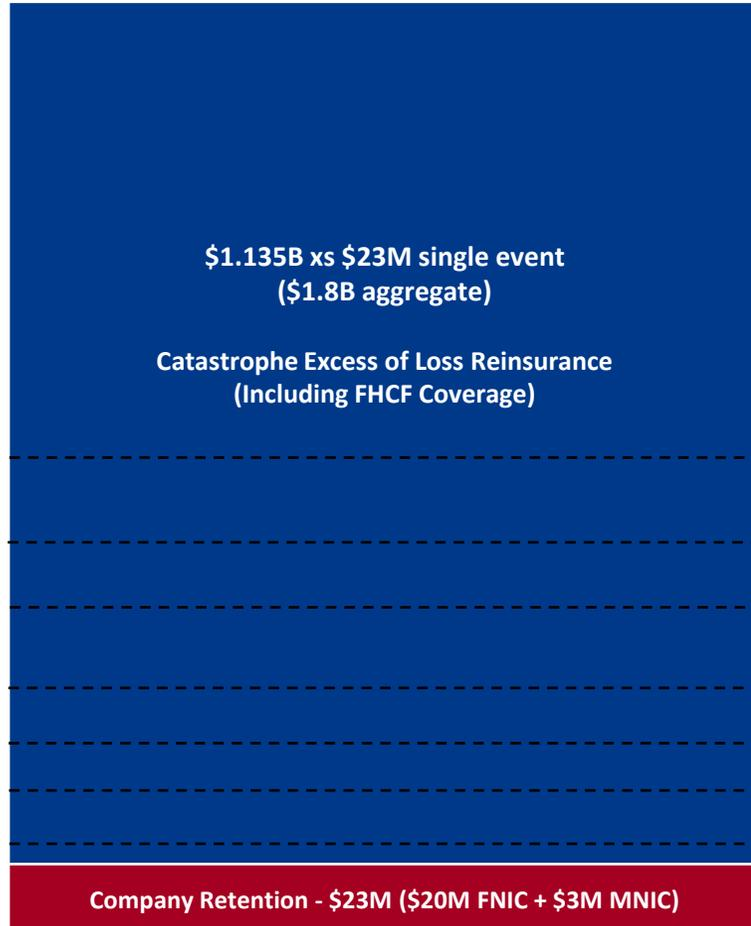 $1.135B xs $23M single event
($1.8B aggregate)
Catastrophe Excess of Loss Reinsurance
(Including FHCF Coverage)
Company Retention - $23M ($20M FNIC + $3M MNIC)